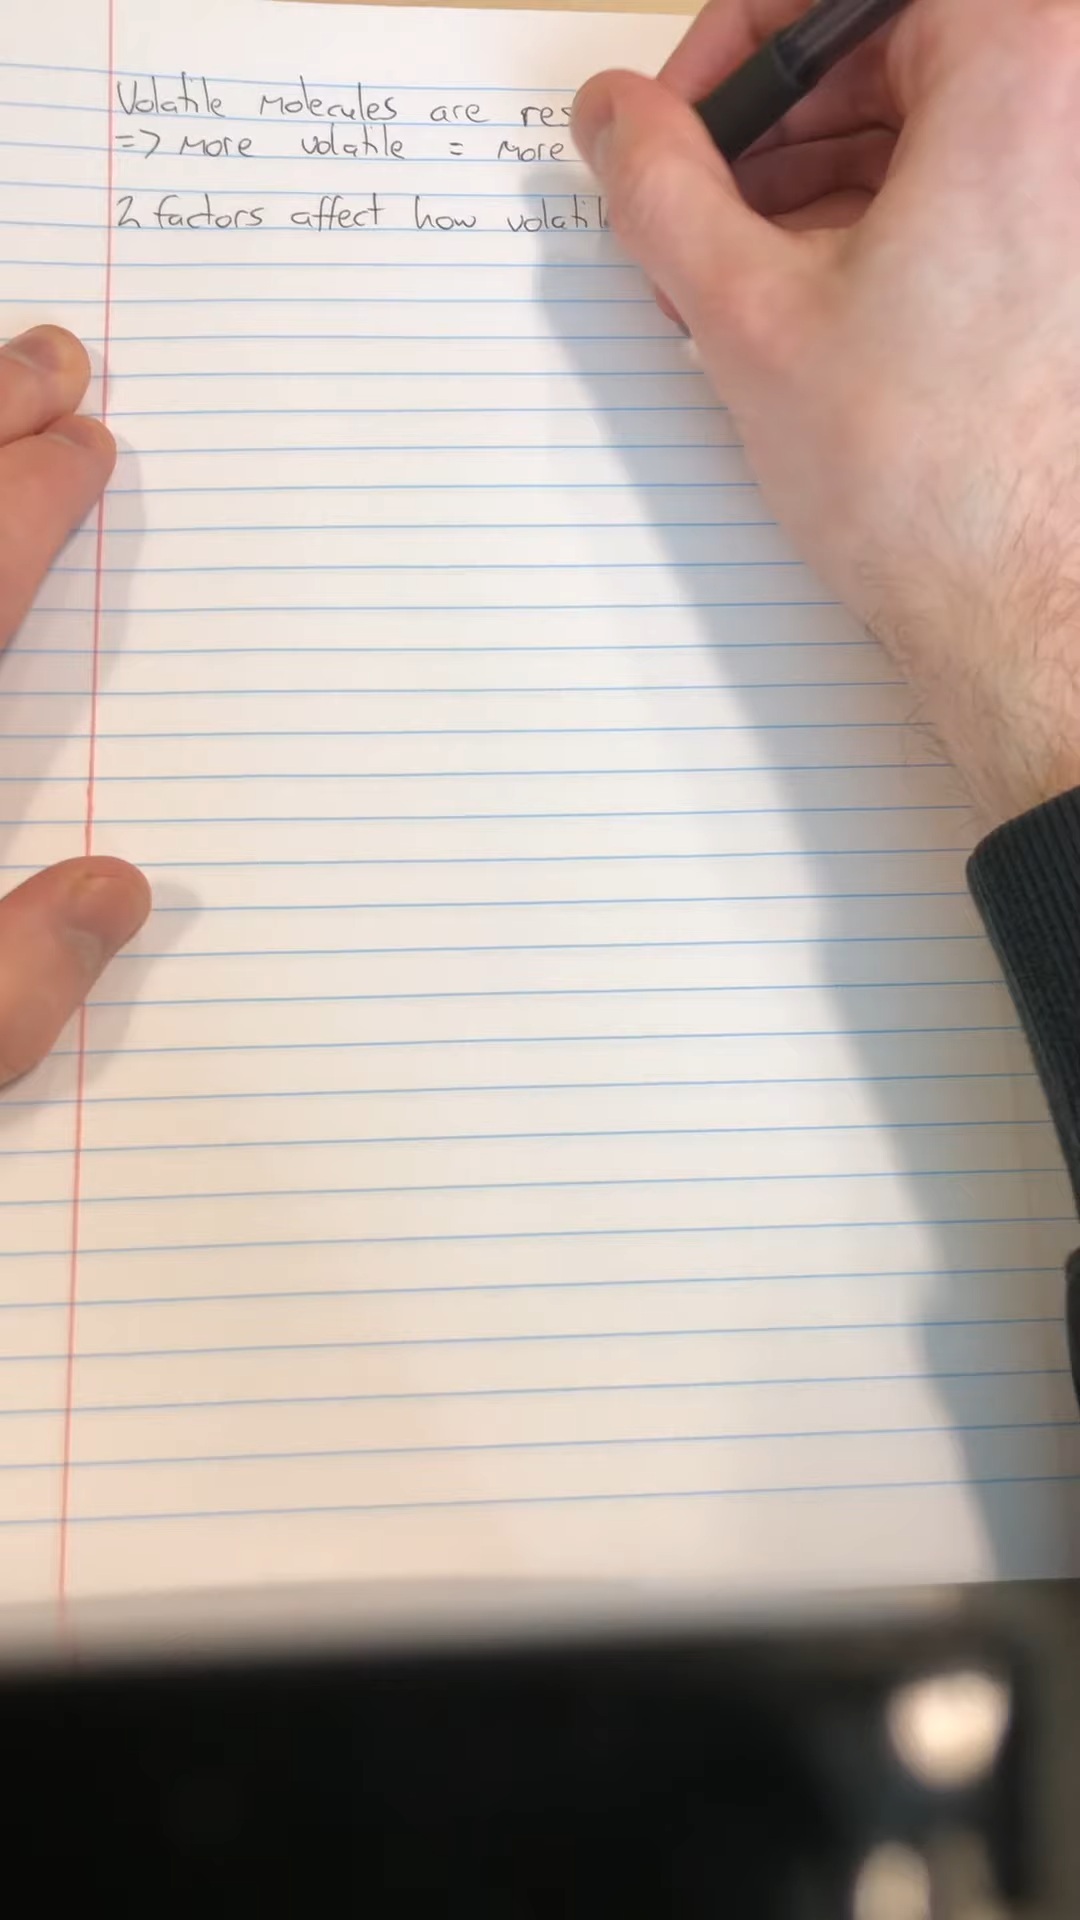 Volatile molecules are
=> More volatile = more
2 factors affect how